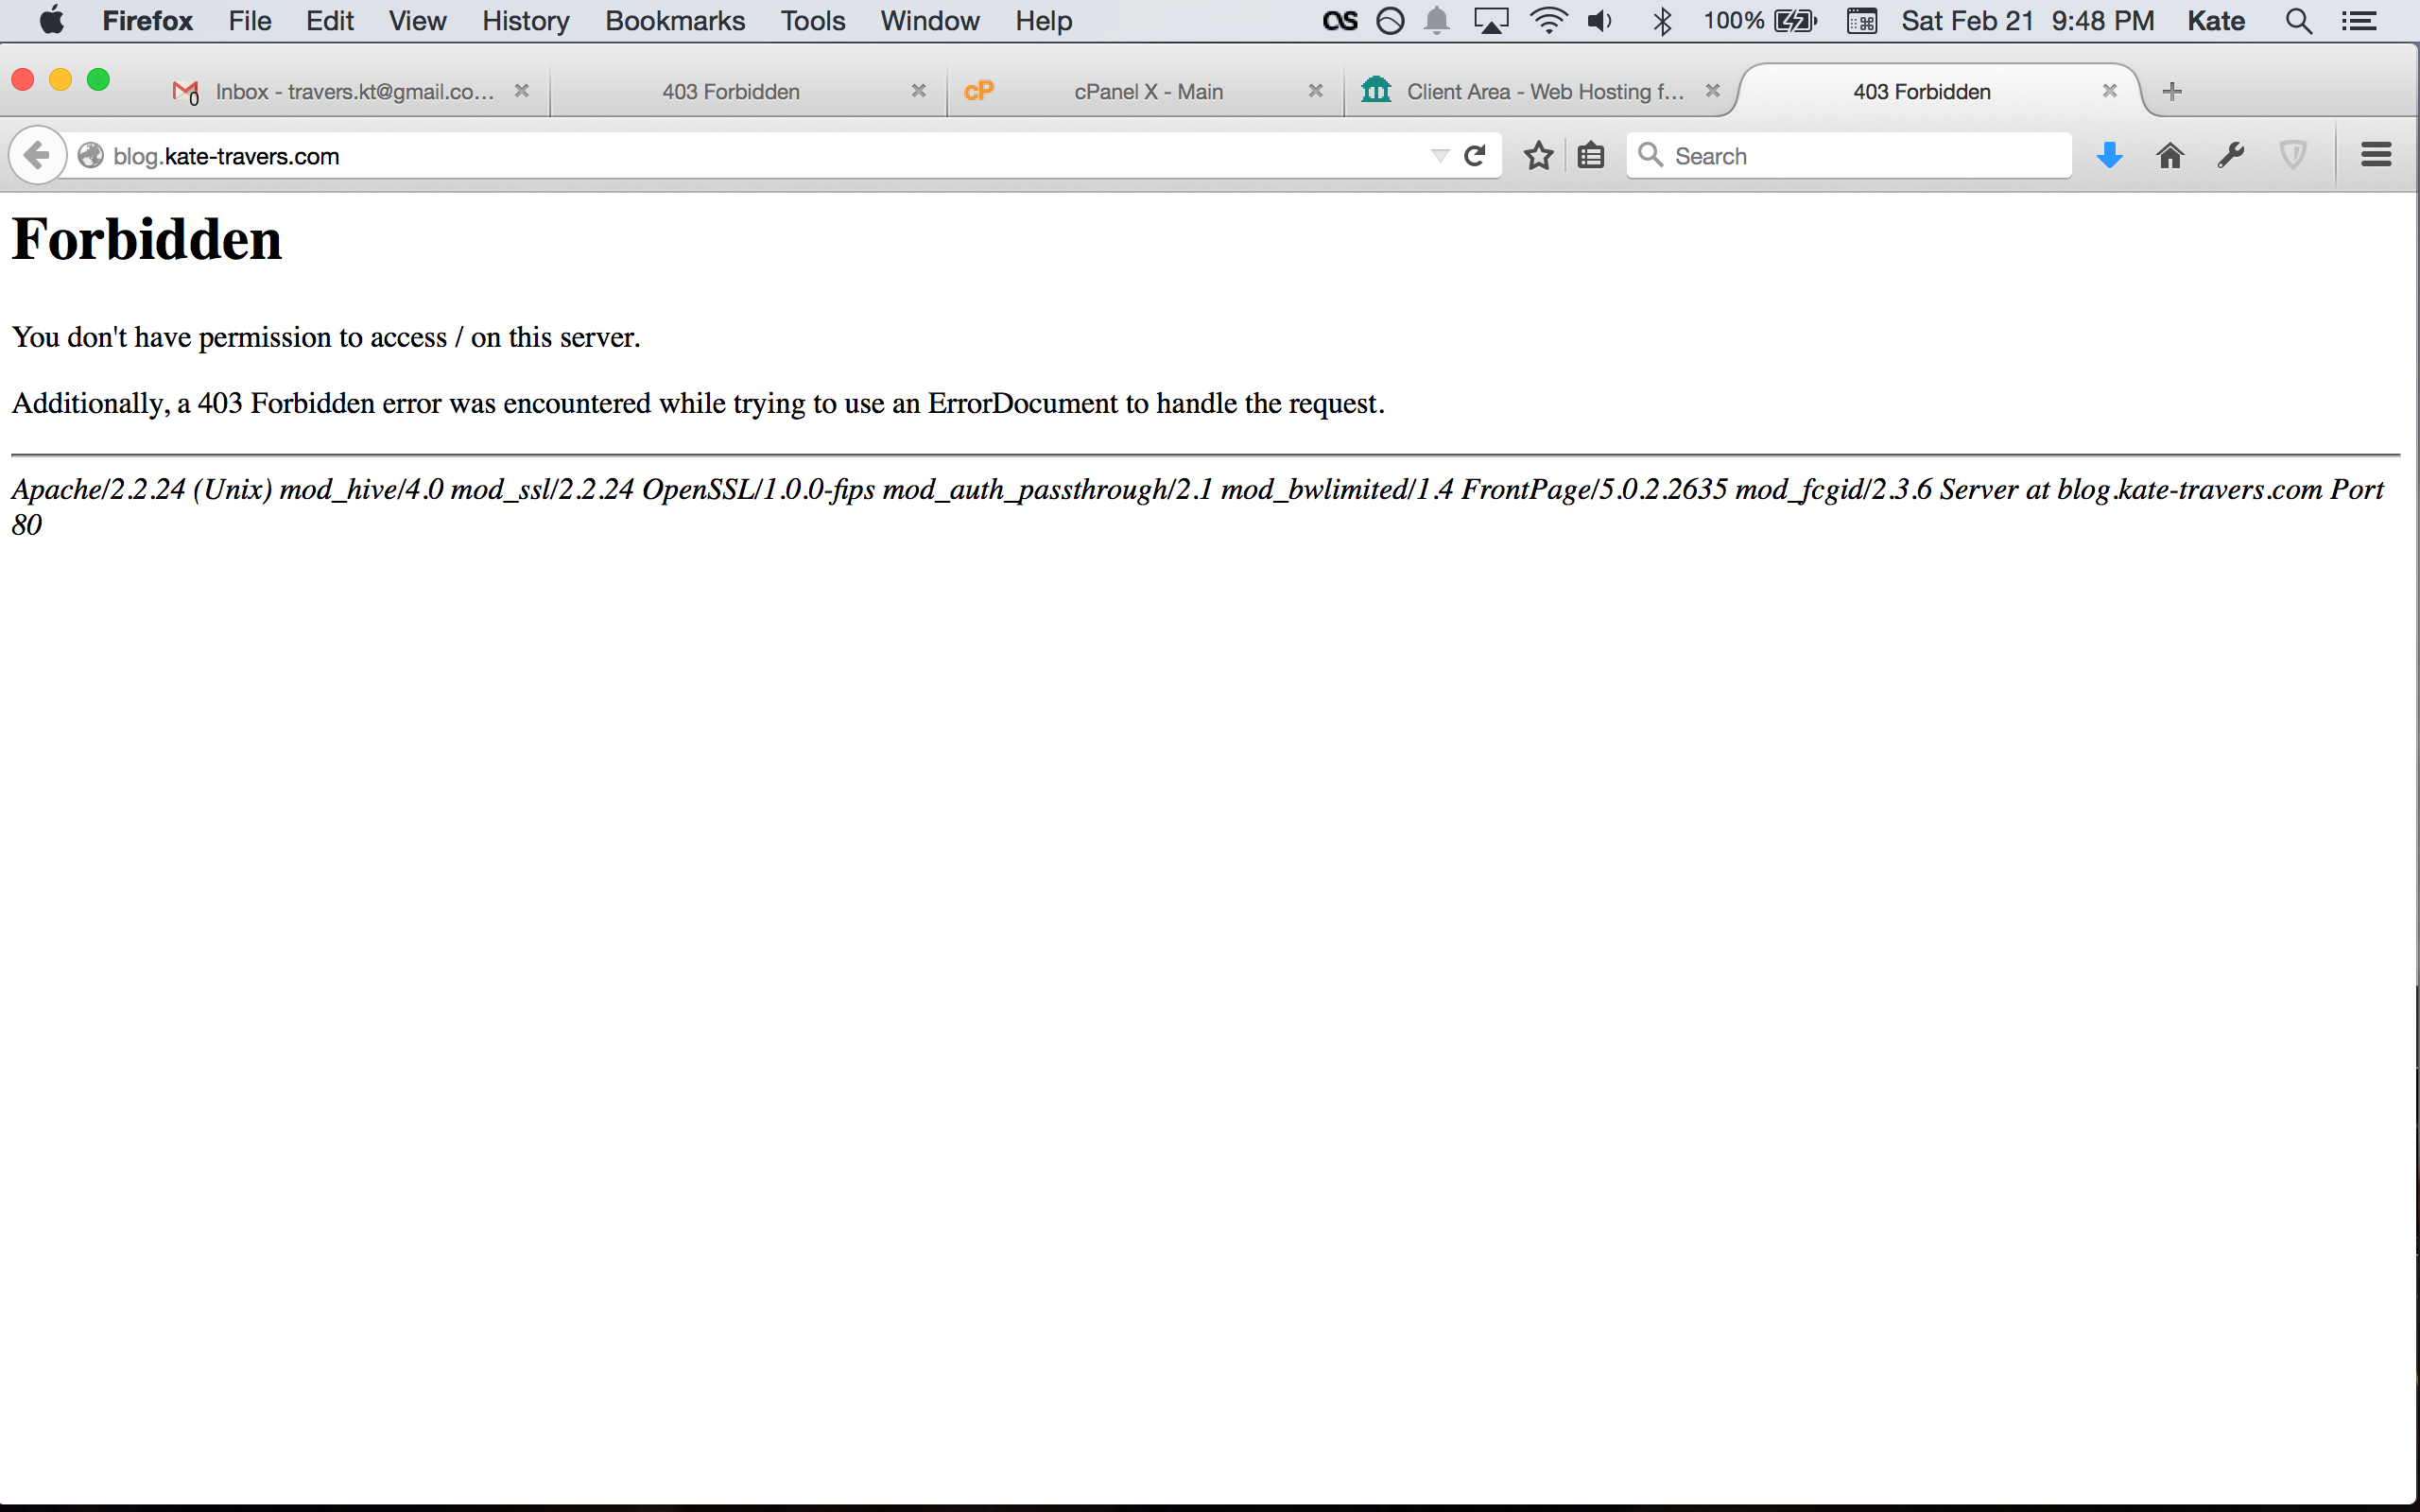 Firefox File Edit View History Bookmarks Tools Window Help 100% Sat Feb 21 9:48 PM Kate
Inbox - travers.kt@gmail.co... 403 Forbidden cP cPanel X - Main Client Area - Web Hosting f... 403 Forbidden
blog.kate-travers.com Search
Forbidden
You don't have permission to access / on this server.
Additionally, a 403 Forbidden error was encountered while trying to use an ErrorDocument to handle the request.
Apache/2.2.24 (Unix) mod_hive/4.0 mod_ssl/2.2.24 OpenSSL/1.0.0-fips mod_auth_passthrough/2.1 mod_bwlimited/1.4 FrontPage/5.0.2.2635 mod_fcgid/2.3.6 Server at blog.kate-travers.com Port
80